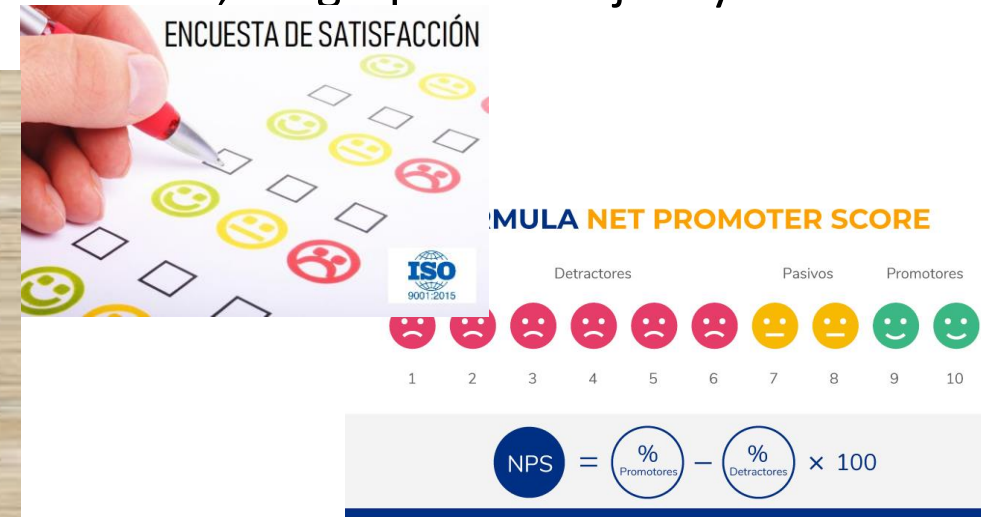 ENCUESTA DE SATISFACCIÓN
ISO
9001:2015
MULA NET PROMOTER SCORE
Detractores Pasivos Promotores
1 2 3 4 5 6 7 8 9 10
NPS = % Promotores − % Detractores × 100